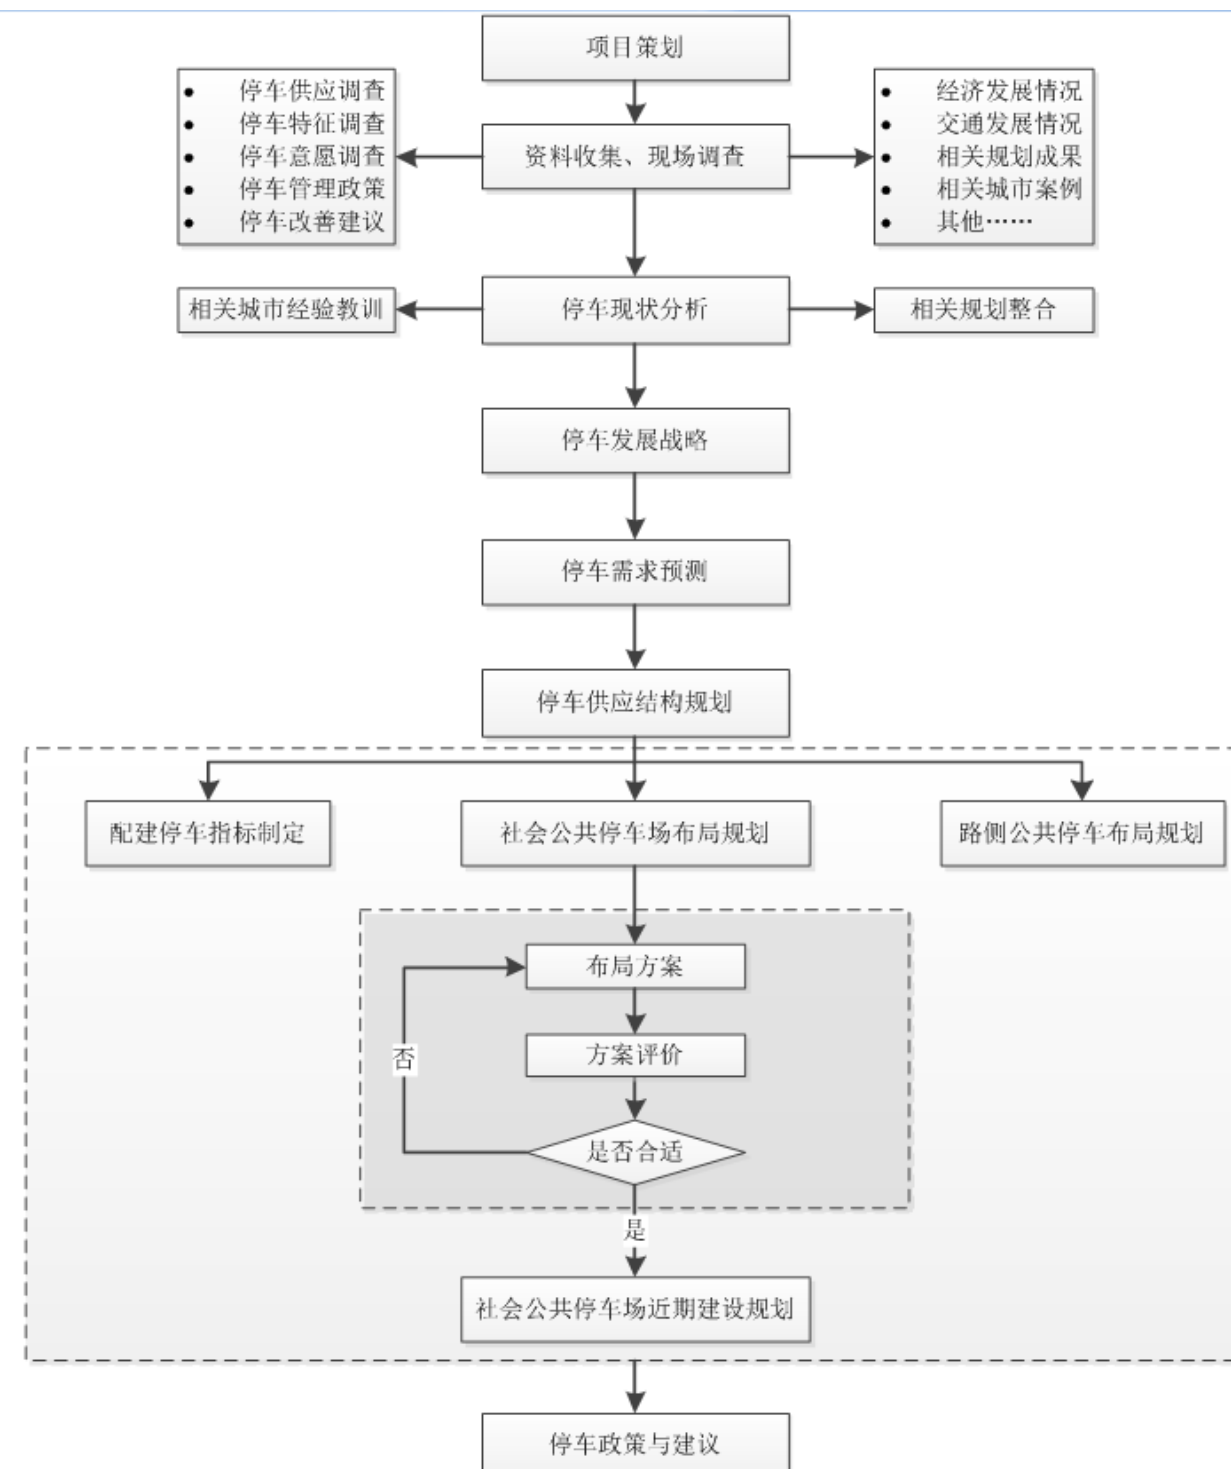 项目策划
停车供应调查
停车特征调查
停车意愿调查
停车管理政策
停车改善建议
资料收集、现场调查
经济发展情况
交通发展情况
相关规划成果
相关城市案例
其他……
相关城市经验教训
停车现状分析
相关规划整合
停车发展战略
停车需求预测
停车供应结构规划
配建停车指标制定
社会公共停车场布局规划
路侧公共停车布局规划
布局方案
否
方案评价
是否合适
是
社会公共停车场近期建设规划
停车政策与建议